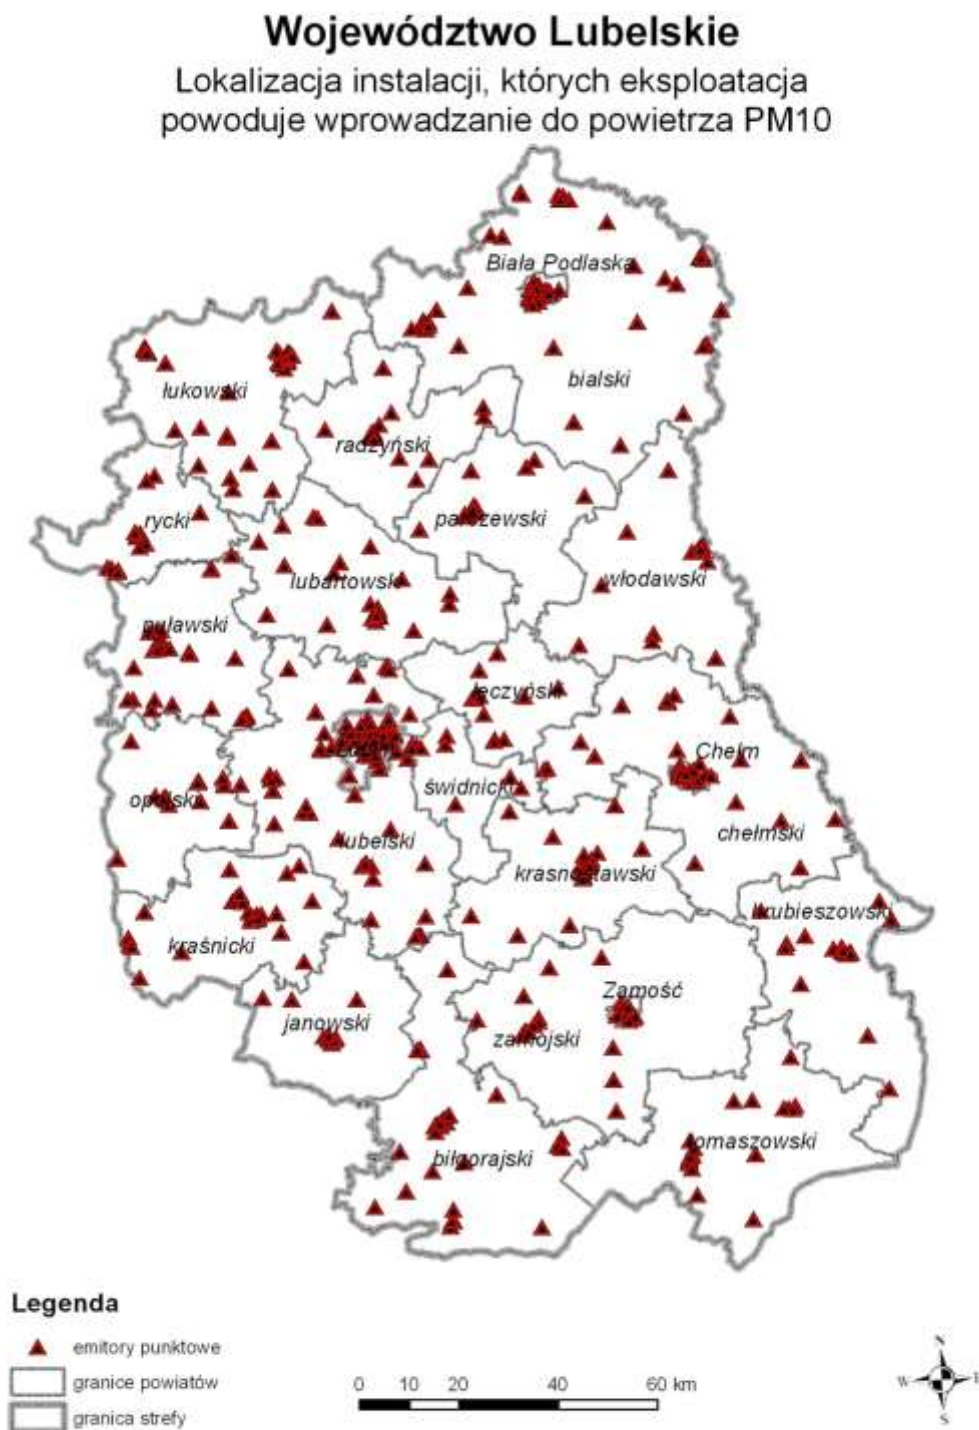 Województwo Lubelskie
Lokalizacja instalacji, których eksploatacja
powoduje wprowadzanie do powietrza PM10
Biała Podlaska
bialski
łukowski
radzyński
rycki
parczewski
lubartowski
włodawski
puławski
łęczyński
Lublin
Chełm
świdnicki
opolski
chełmski
lubelski
krasnostawski
hrubieszowski
kraśnicki
Zamość
janowski
zamojski
tomaszowski
biłgorajski
Legenda
emitory punktowe
granice powiatów
granica strefy
0 10 20 40 60 km
N
W E
S